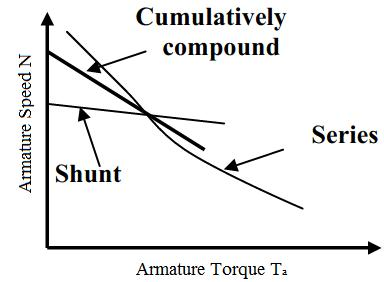 Cumulatively
compound
Armature Speed N
Series
Shunt
Armature Torque Tₐ